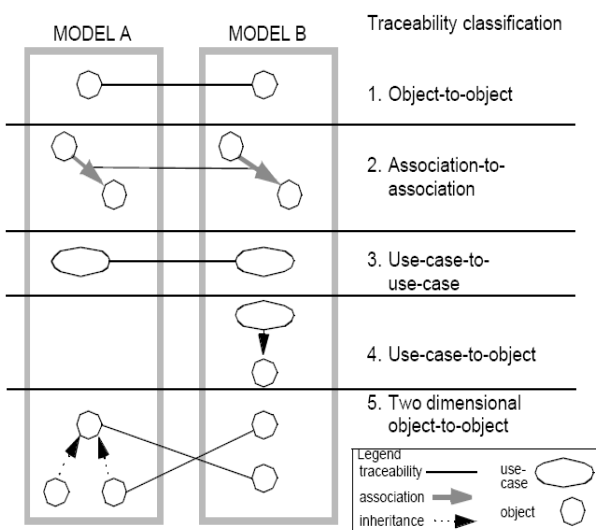 MODEL A
MODEL B
Traceability classification
1. Object-to-object
2. Association-to-
association
3. Use-case-to-
use-case
4. Use-case-to-object
5. Two dimensional
object-to-object
Legend
traceability
use-
case
association
object
inheritance